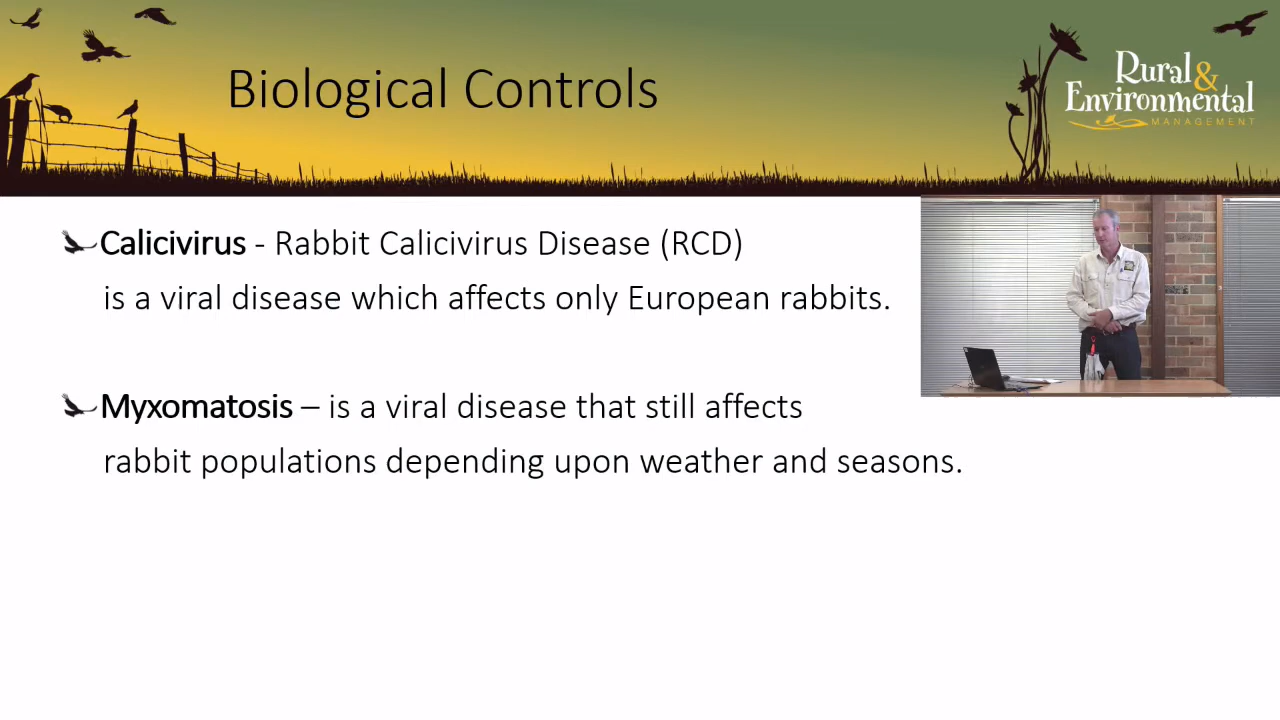 Biological Controls
Rural &
Environmental
MANAGEMENT
Calicivirus - Rabbit Calicivirus Disease (RCD)
is a viral disease which affects only European rabbits.
Myxomatosis – is a viral disease that still affects
rabbit populations depending upon weather and seasons.